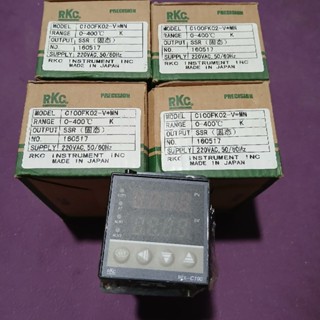 RKC PRECISION
MODEL C100FK02-V*MN
RANGE 0-400℃ K
OUTPUT SSR (固态)
NO 160517
SUPPLY 220VAC, 50/60Hz
RKC INSTRUMENT INC
MADE IN JAPAN
RKC PRECISION
MODEL C100FK02-V*MN
RANGE 0-400℃ K
OUTPUT SSR (固态)
NO 160517
SUPPLY 220VAC, 50/60Hz
RKC INSTRUMENT INC
MADE IN JAPAN
RKC
MODEL C100FK02-V*MN
RANGE 0-400℃ K
OUTPUT SSR (固态)
NO. 160517
SUPPLY 220VAC, 50/60Hz
RKC INSTRUMENT INC
MADE IN JAPAN
RKC PRECISION
MODEL C100FK02-V*MN
RANGE 0-400℃ K
OUTPUT SSR (固态)
NO. 160517
SUPPLY 220VAC, 50/60Hz
RKC INSTRUMENT INC.
MADE IN JAPAN